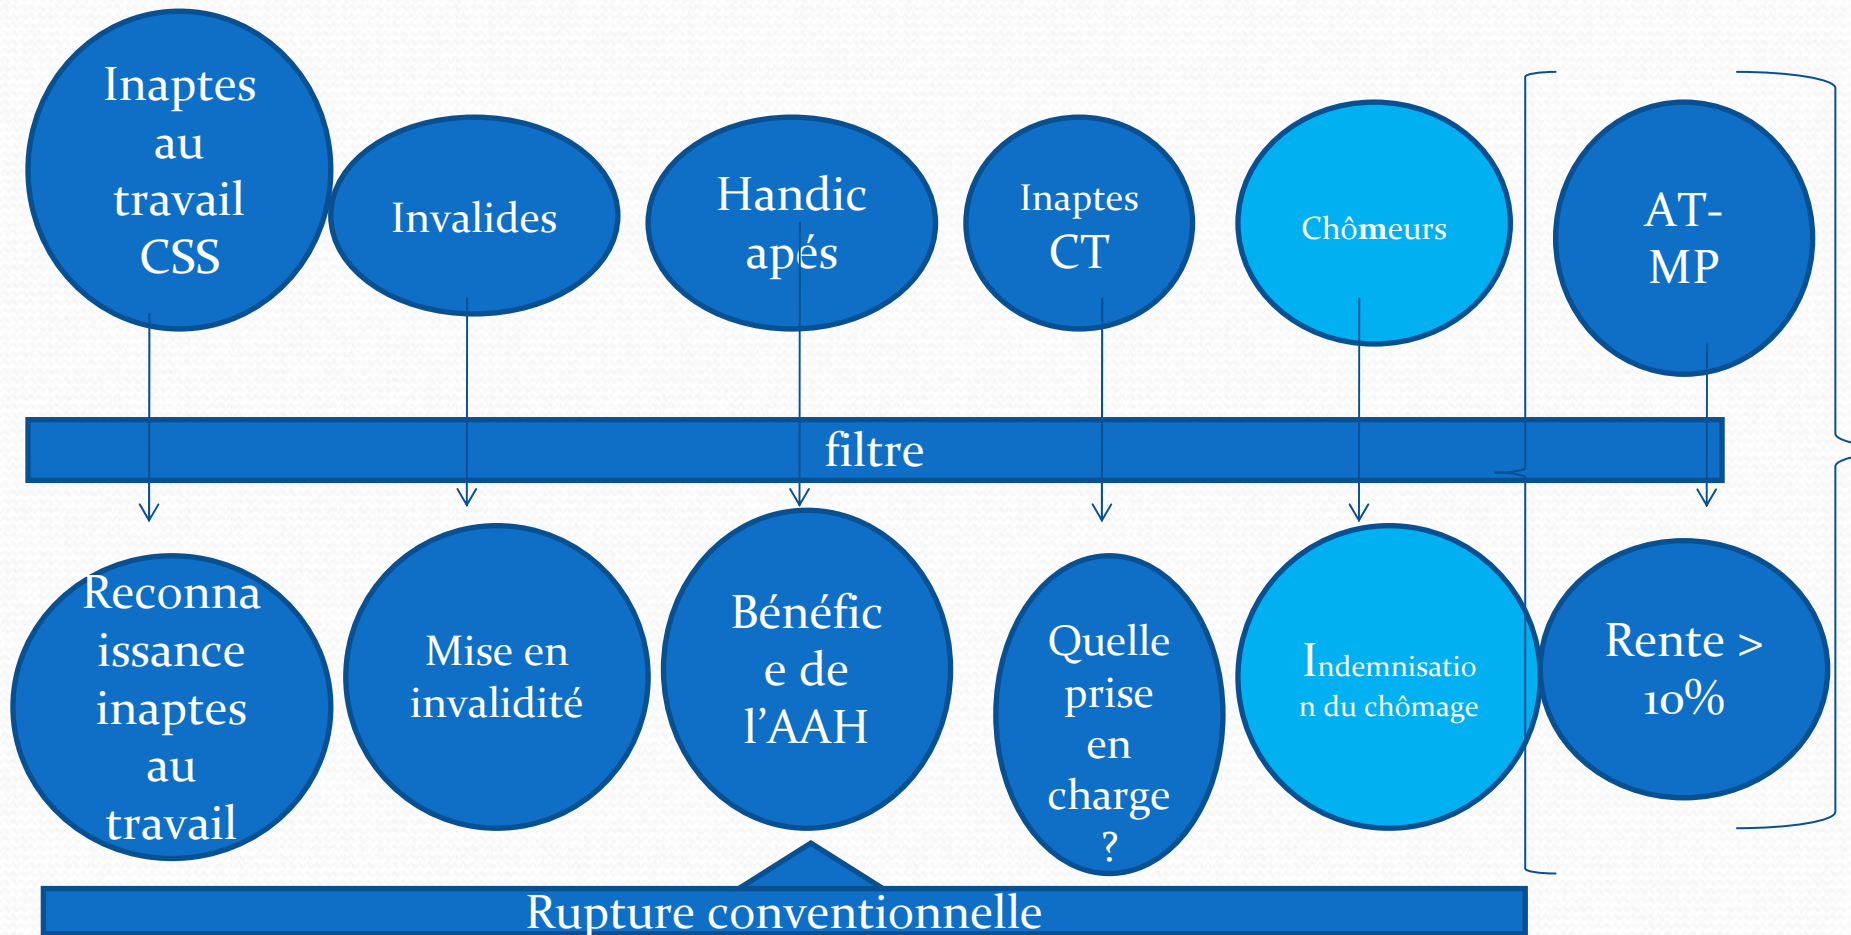 Inaptes
au
travail
CSS
Invalides
Handic
apés
Inaptes
CT
Chômeurs
AT-
MP
filtre
Reconna
issance
inaptes
au
travail
Mise en
invalidité
Bénéfic
e de
l’AAH
Quelle
prise
en
charge
?
Indemnisatio
n du chômage
Rente >
10%
Rupture conventionnelle